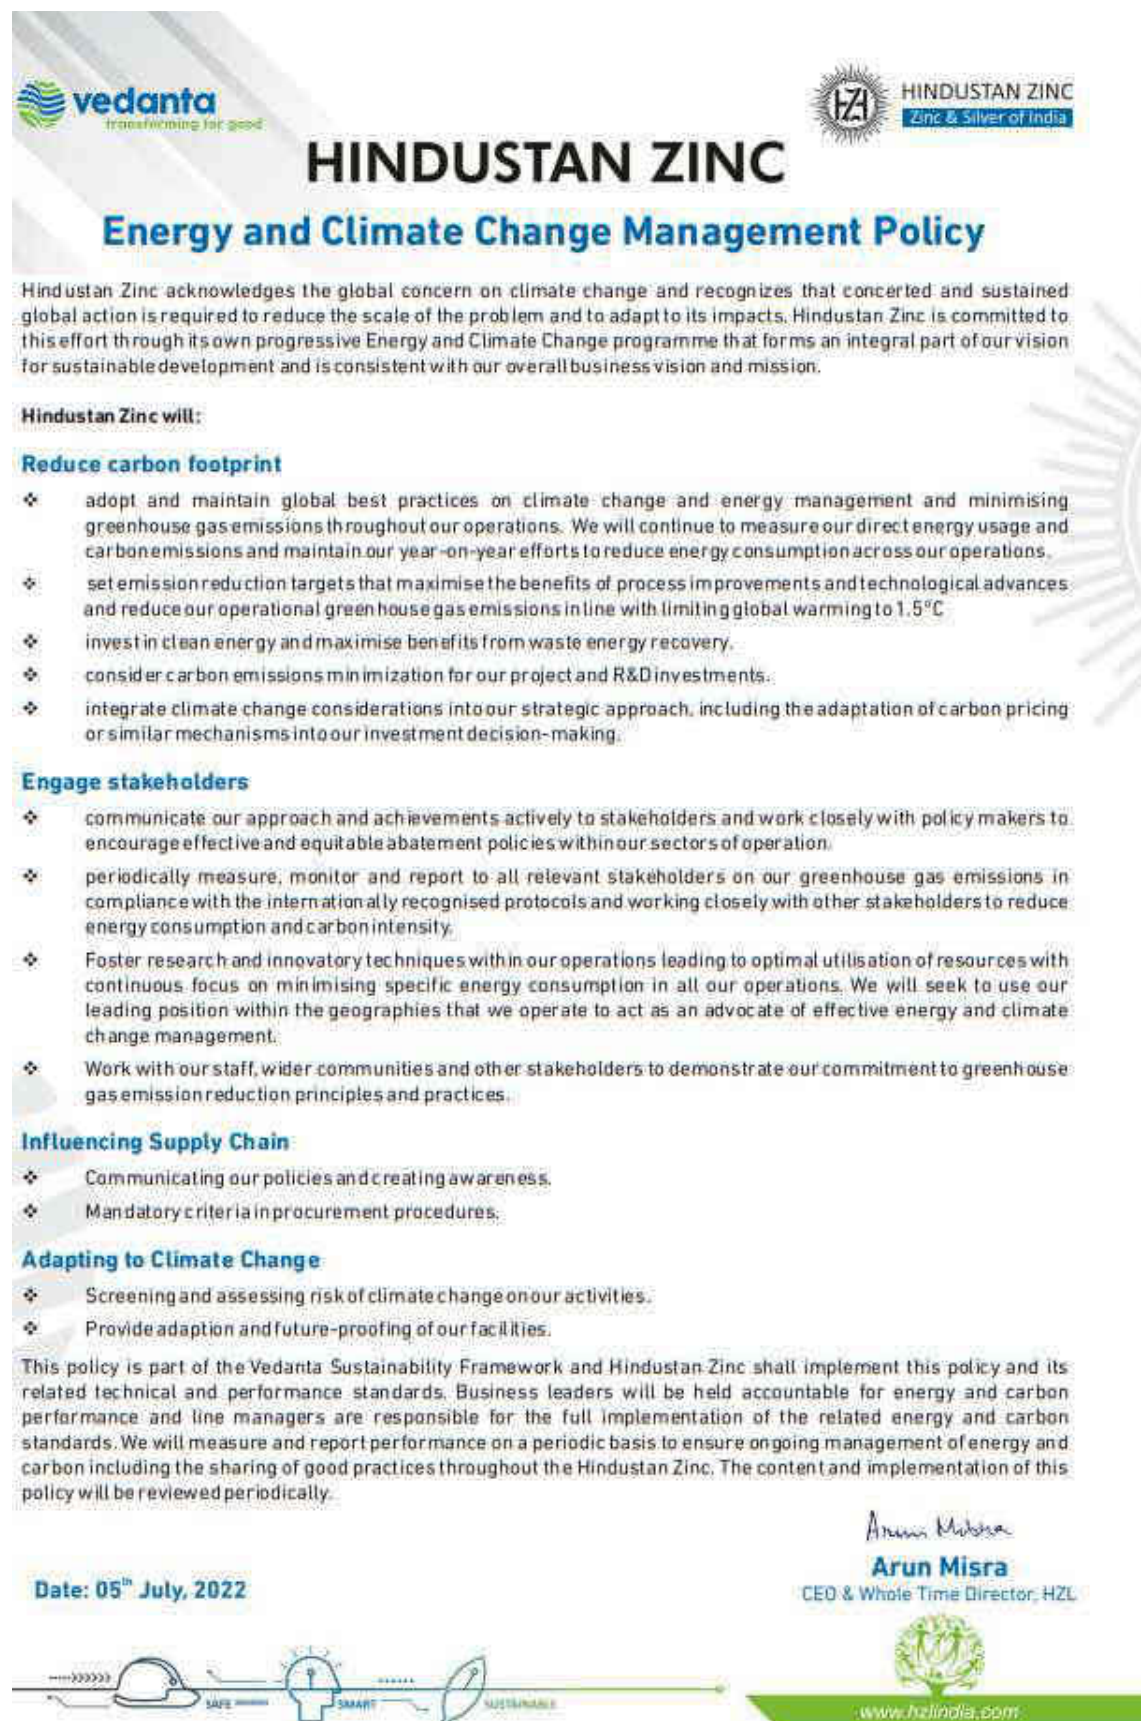 vedanta
transforming for good
HZL
HINDUSTAN ZINC
Zinc & Silver of India
HINDUSTAN ZINC
Energy and Climate Change Management Policy
Hindustan Zinc acknowledges the global concern on climate change and recognizes that concerted and sustained
global action is required to reduce the scale of the problem and to adapt to its impacts. Hindustan Zinc is committed to
this effort through its own progressive Energy and Climate Change programme that forms an integral part of our vision
for sustainable development and is consistent with our overall business vision and mission.
Hindustan Zinc will:
Reduce carbon footprint
❖ adopt and maintain global best practices on climate change and energy management and minimising
greenhouse gas emissions throughout our operations. We will continue to measure our direct energy usage and
carbon emissions and maintain our year-on-year efforts to reduce energy consumption across our operations.
❖ set emission reduction targets that maximise the benefits of process improvements and technological advances
and reduce our operational greenhouse gas emissions in line with limiting global warming to 1.5°C
❖ invest in clean energy and maximise benefits from waste energy recovery.
❖ consider carbon emissions minimization for our project and R&D investments.
❖ integrate climate change considerations into our strategic approach, including the adaptation of carbon pricing
or similar mechanisms into our investment decision-making.
Engage stakeholders
❖ communicate our approach and achievements actively to stakeholders and work closely with policy makers to
encourage effective and equitable abatement policies within our sectors of operation.
❖ periodically measure, monitor and report to all relevant stakeholders on our greenhouse gas emissions in
compliance with the internationally recognised protocols and working closely with other stakeholders to reduce
energy consumption and carbon intensity.
❖ Foster research and innovatory techniques within our operations leading to optimal utilisation of resources with
continuous focus on minimising specific energy consumption in all our operations. We will seek to use our
leading position within the geographies that we operate to act as an advocate of effective energy and climate
change management.
❖ Work with our staff, wider communities and other stakeholders to demonstrate our commitment to greenhouse
gas emission reduction principles and practices.
Influencing Supply Chain
❖ Communicating our policies and creating awareness.
❖ Mandatory criteria in procurement procedures.
Adapting to Climate Change
❖ Screening and assessing risk of climate change on our activities.
❖ Provide adaption and future-proofing of our facilities.
This policy is part of the Vedanta Sustainability Framework and Hindustan Zinc shall implement this policy and its
related technical and performance standards. Business leaders will be held accountable for energy and carbon
performance and line managers are responsible for the full implementation of the related energy and carbon
standards. We will measure and report performance on a periodic basis to ensure ongoing management of energy and
carbon including the sharing of good practices throughout the Hindustan Zinc. The content and implementation of this
policy will be reviewed periodically.
Arun Misra
Arun Misra
CEO & Whole Time Director, HZL
Date: 05th July, 2022
SAFE
SMART
SUSTAINABLE
www.hzlindia.com